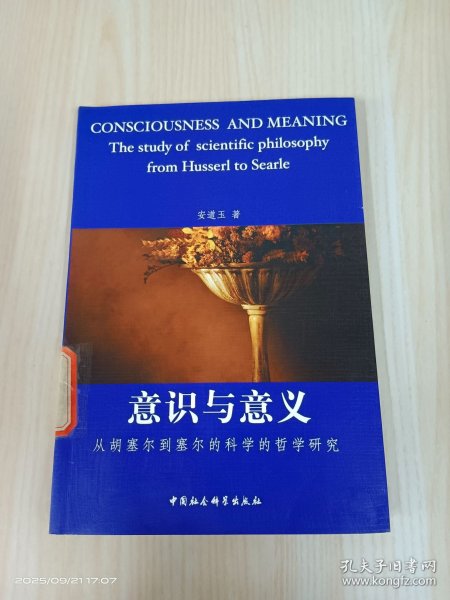 CONSCIOUSNESS AND MEANING
The study of scientific philosophy
from Husserl to Searle
安道玉 著
意识与意义
从胡塞尔到塞尔的科学的哲学研究
中国社会科学出版社
2025/09/21 17:07
孔夫子旧书网
www.kongfz.com